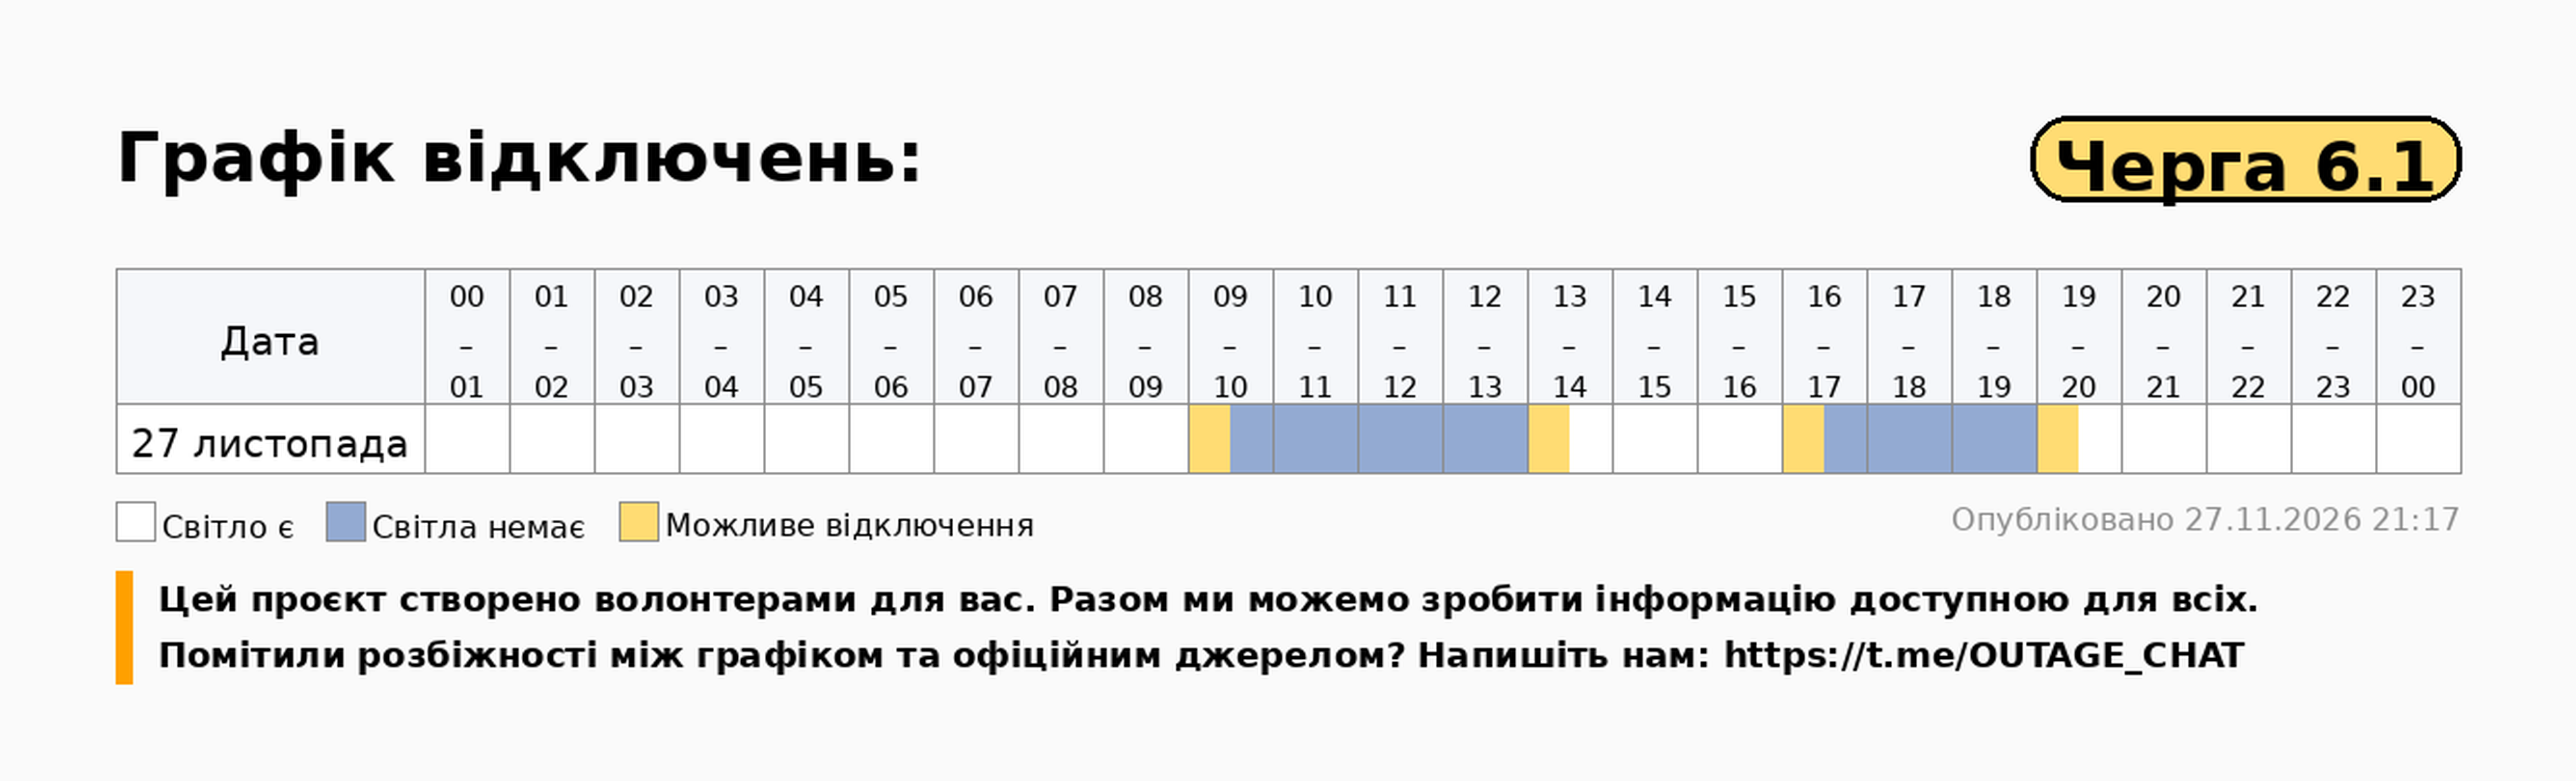 Графік відключень:
Черга 6.1
Дата
00 – 01
01 – 02
02 – 03
03 – 04
04 – 05
05 – 06
06 – 07
07 – 08
08 – 09
09 – 10
10 – 11
11 – 12
12 – 13
13 – 14
14 – 15
15 – 16
16 – 17
17 – 18
18 – 19
19 – 20
20 – 21
21 – 22
22 – 23
23 – 00
27 листопада
Світло є
Світла немає
Можливе відключення
Опубліковано 27.11.2026 21:17
Цей проєкт створено волонтерами для вас. Разом ми можемо зробити інформацію доступною для всіх.
Помітили розбіжності між графіком та офіційним джерелом? Напишіть нам: https://t.me/OUTAGE_CHAT